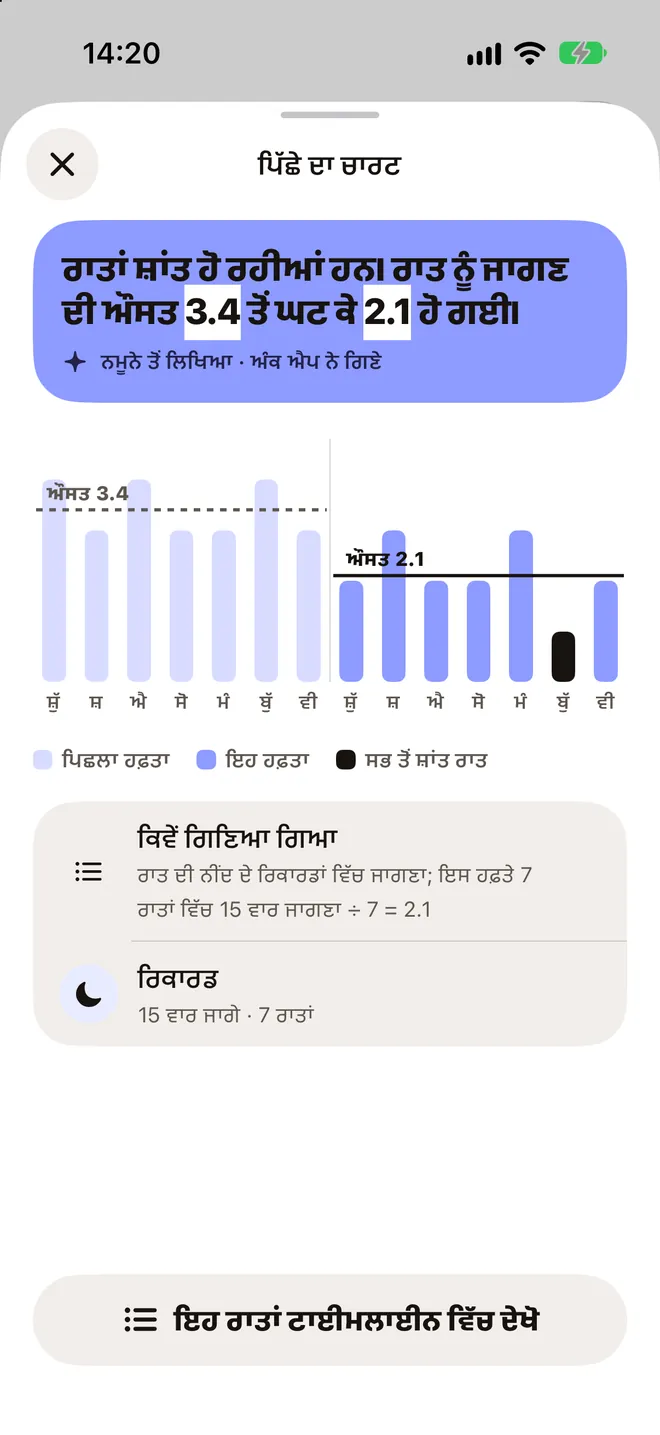 14:20
ਪਿੱਛੇ ਦਾ ਚਾਰਟ
ਰਾਤਾਂ ਸ਼ਾਂਤ ਹੋ ਰਹੀਆਂ ਹਨ। ਰਾਤ ਨੂੰ ਜਾਗਣ
ਦੀ ਔਸਤ 3.4 ਤੋਂ ਘਟ ਕੇ 2.1 ਹੋ ਗਈ।
ਨਮੂਨੇ ਤੋਂ ਲਿਖਿਆ · ਅੰਕ ਐਪ ਨੇ ਗਿਣੇ
ਔਸਤ 3.4
ਔਸਤ 2.1
ਸ਼ੁੱ ਸ਼ ਐ ਸੋ ਮੰ ਬੁੱ ਵੀ ਸ਼ੁੱ ਸ਼ ਐ ਸੋ ਮੰ ਬੁੱ ਵੀ
ਪਿਛਲਾ ਹਫ਼ਤਾ ਇਹ ਹਫ਼ਤਾ ਸਭ ਤੋਂ ਸ਼ਾਂਤ ਰਾਤ
ਕਿਵੇਂ ਗਿਣਿਆ ਗਿਆ
ਰਾਤ ਦੀ ਨੀਂਦ ਦੇ ਰਿਕਾਰਡਾਂ ਵਿੱਚ ਜਾਗਣਾ; ਇਸ ਹਫ਼ਤੇ 7
ਰਾਤਾਂ ਵਿੱਚ 15 ਵਾਰ ਜਾਗਣਾ ÷ 7 = 2.1
ਰਿਕਾਰਡ
15 ਵਾਰ ਜਾਗੇ · 7 ਰਾਤਾਂ
ਇਹ ਰਾਤਾਂ ਟਾਈਮਲਾਈਨ ਵਿੱਚ ਦੇਖੋ